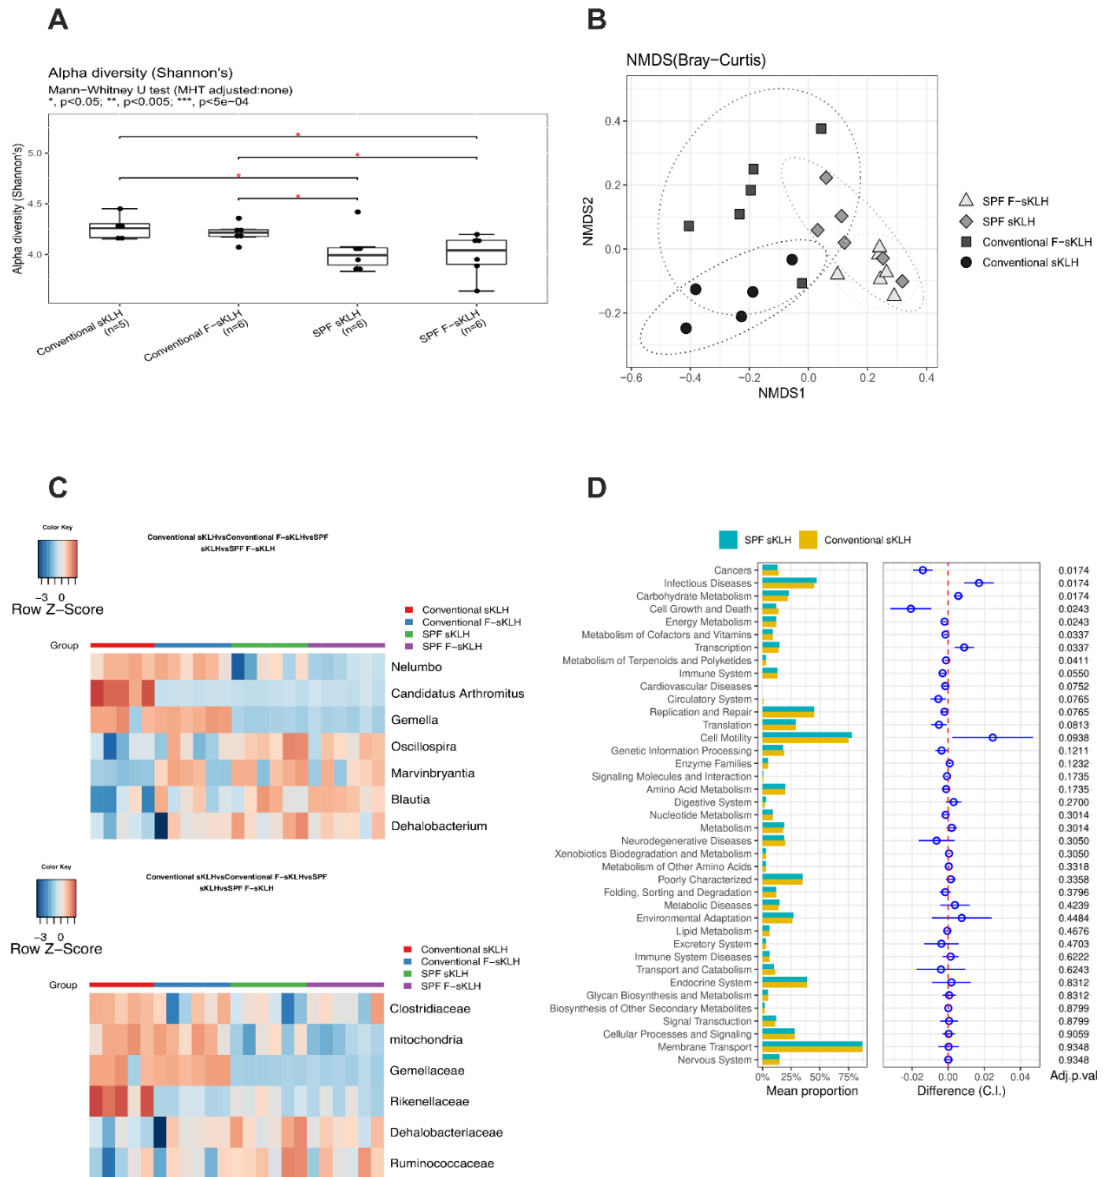 A
Alpha diversity (Shannon's)
Mann−Whitney U test (MHT adjusted:none)
*, p<0.05; **, p<0.005; ***, p<5e−04
Alpha diversity (Shannon's)
5.0
4.5
4.0
*
*
*
*
Conventional sKLH
(n=5)
Conventional F−sKLH
(n=6)
SPF sKLH
(n=6)
SPF F−sKLH
(n=6)
B
NMDS(Bray−Curtis)
NMDS2
0.4
0.2
0.0
−0.2
−0.6
−0.4
−0.2
0.0
0.2
0.4
NMDS1
SPF F−sKLH
SPF sKLH
Conventional F−sKLH
Conventional sKLH
C
Color Key
−3 0
Row Z−Score
Conventional sKLHvsConventional F−sKLHvsSPF
sKLHvsSPF F−sKLH
Conventional sKLH
Conventional F−sKLH
SPF sKLH
SPF F−sKLH
Group
Nelumbo
Candidatus Arthromitus
Gemella
Oscillospira
Marvinbryantia
Blautia
Dehalobacterium
Color Key
−3 0
Row Z−Score
Conventional sKLHvsConventional F−sKLHvsSPF
sKLHvsSPF F−sKLH
Conventional sKLH
Conventional F−sKLH
SPF sKLH
SPF F−sKLH
Group
Clostridiaceae
mitochondria
Gemellaceae
Rikenellaceae
Dehalobacteriaceae
Ruminococcaceae
D
SPF sKLH Conventional sKLH
Cancers 0.0174
Infectious Diseases 0.0174
Carbohydrate Metabolism 0.0174
Cell Growth and Death 0.0243
Energy Metabolism 0.0243
Metabolism of Cofactors and Vitamins 0.0337
Transcription 0.0337
Metabolism of Terpenoids and Polyketides 0.0411
Immune System 0.0550
Cardiovascular Diseases 0.0752
Circulatory System 0.0765
Replication and Repair 0.0765
Translation 0.0813
Cell Motility 0.0938
Genetic Information Processing 0.1211
Enzyme Families 0.1232
Signaling Molecules and Interaction 0.1735
Amino Acid Metabolism 0.1735
Digestive System 0.2700
Nucleotide Metabolism 0.3014
Metabolism 0.3014
Neurodegenerative Diseases 0.3050
Xenobiotics Biodegradation and Metabolism 0.3050
Metabolism of Other Amino Acids 0.3318
Poorly Characterized 0.3358
Folding, Sorting and Degradation 0.3796
Metabolic Diseases 0.4239
Environmental Adaptation 0.4484
Lipid Metabolism 0.4676
Excretory System 0.4703
Immune System Diseases 0.6222
Transport and Catabolism 0.6243
Endocrine System 0.8312
Glycan Biosynthesis and Metabolism 0.8312
Biosynthesis of Other Secondary Metabolites 0.8799
Signal Transduction 0.8799
Cellular Processes and Signaling 0.9059
Membrane Transport 0.9348
Nervous System 0.9348
0% 25% 50% 75%
Mean proportion
−0.02 0.00 0.02 0.04
Difference (C.I.)
Adj.p.val